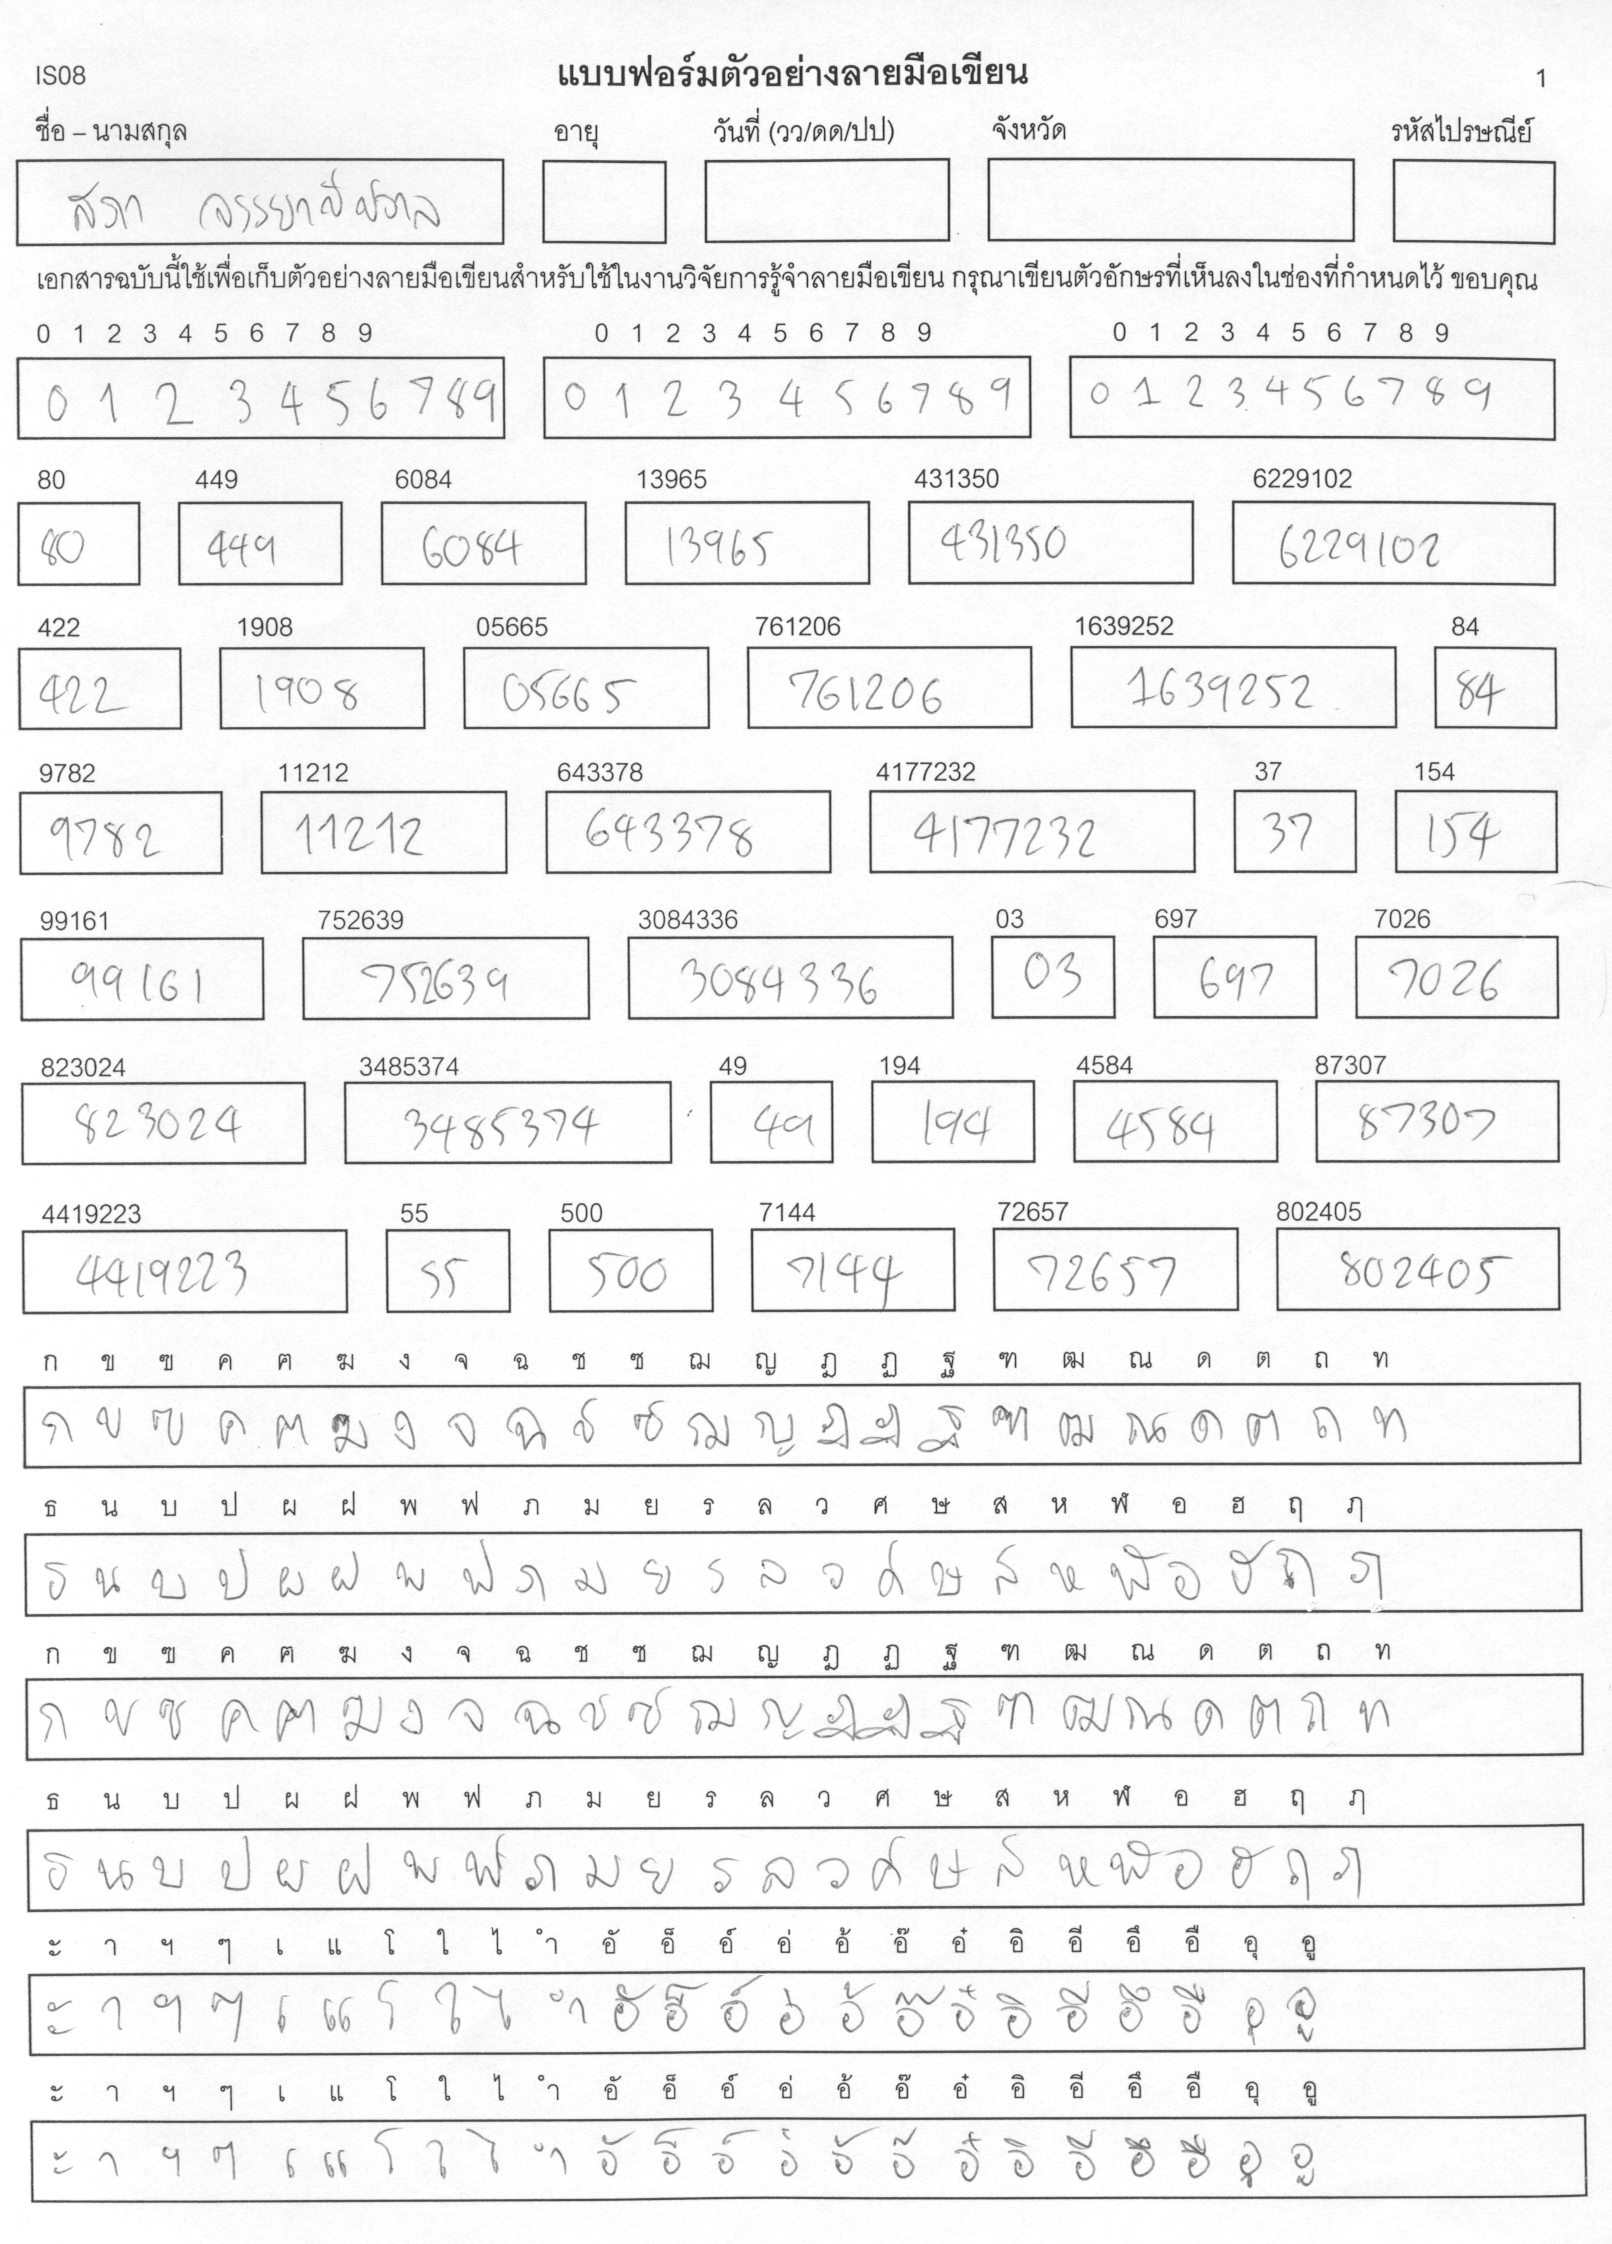 IS08 แบบฟอร์มตัวอย่างลายมือเขียน 1
ชื่อ – นามสกุล อายุ วันที่ (วว/ดด/ปป) จังหวัด รหัสไปรษณีย์
สภา
เอกสารฉบับนี้ใช้เพื่อเก็บตัวอย่างลายมือเขียนสำหรับใช้ในงานวิจัยการรู้จำลายมือเขียน กรุณาเขียนตัวอักษรที่เห็นลงในช่องที่กำหนดไว้ ขอบคุณ
0 1 2 3 4 5 6 7 8 9 0 1 2 3 4 5 6 7 8 9 0 1 2 3 4 5 6 7 8 9
0 1 2 3 4 5 6 7 8 9 0 1 2 3 4 5 6 7 8 9 0 1 2 3 4 5 6 7 8 9
80 449 6084 13965 431350 6229102
80 449 6084 13965 431350 6229102
422 1908 05665 761206 1639252 84
422 1908 05665 761206 1639252 84
9782 11212 643378 4177232 37 154
9782 11212 643378 4177232 37 154
99161 752639 3084336 03 697 7026
99161 752639 3084336 03 697 7026
823024 3485374 49 194 4584 87307
823024 3485374 49 194 4584 87307
4419223 55 500 7144 72657 802405
4419223 55 500 7144 72657 802405
ก ข ฃ ค ฅ ฆ ง จ ฉ ช ซ ฌ ญ ฎ ฏ ฐ ฑ ฒ ณ ด ต ถ ท
ก ข ฃ ค ฅ ฆ ง จ ฉ ช ซ ฌ ญ ฎ ฏ ฐ ฑ ฒ ณ ด ต ถ ท
ธ น บ ป ผ ฝ พ ฟ ภ ม ย ร ล ว ศ ษ ส ห ฬ อ ฮ ฤ ฦ
ธ น บ ป ผ ฝ พ ฟ ภ ม ย ร ล ว ศ ษ ส ห ฬ อ ฮ ฤ ฦ
ก ข ฃ ค ฅ ฆ ง จ ฉ ช ซ ฌ ญ ฎ ฏ ฐ ฑ ฒ ณ ด ต ถ ท
ก ข ฃ ค ฅ ฆ ง จ ฉ ช ซ ฌ ญ ฎ ฏ ฐ ฑ ฒ ณ ด ต ถ ท
ธ น บ ป ผ ฝ พ ฟ ภ ม ย ร ล ว ศ ษ ส ห ฬ อ ฮ ฤ ฦ
ธ น บ ป ผ ฝ พ ฟ ภ ม ย ร ล ว ศ ษ ส ห ฬ อ ฮ ฤ ฦ
ะ า ฯ ๆ เ แ โ ใ ไ ำ อั อ็ อ์ อ่ อ้ อ๊ อ๋ อิ อี อึ อื อุ อู
ะ า ฯ ๆ เ แ โ ใ ไ ำ อั อ็ อ์ อ่ อ้ อ๊ อ๋ อิ อี อึ อื อุ อู
ะ า ฯ ๆ เ แ โ ใ ไ ำ อั อ็ อ์ อ่ อ้ อ๊ อ๋ อิ อี อึ อื อุ อู
ะ า ฯ ๆ เ แ โ ใ ไ ำ อั อ็ อ์ อ่ อ้ อ๊ อ๋ อิ อี อึ อื อุ อู